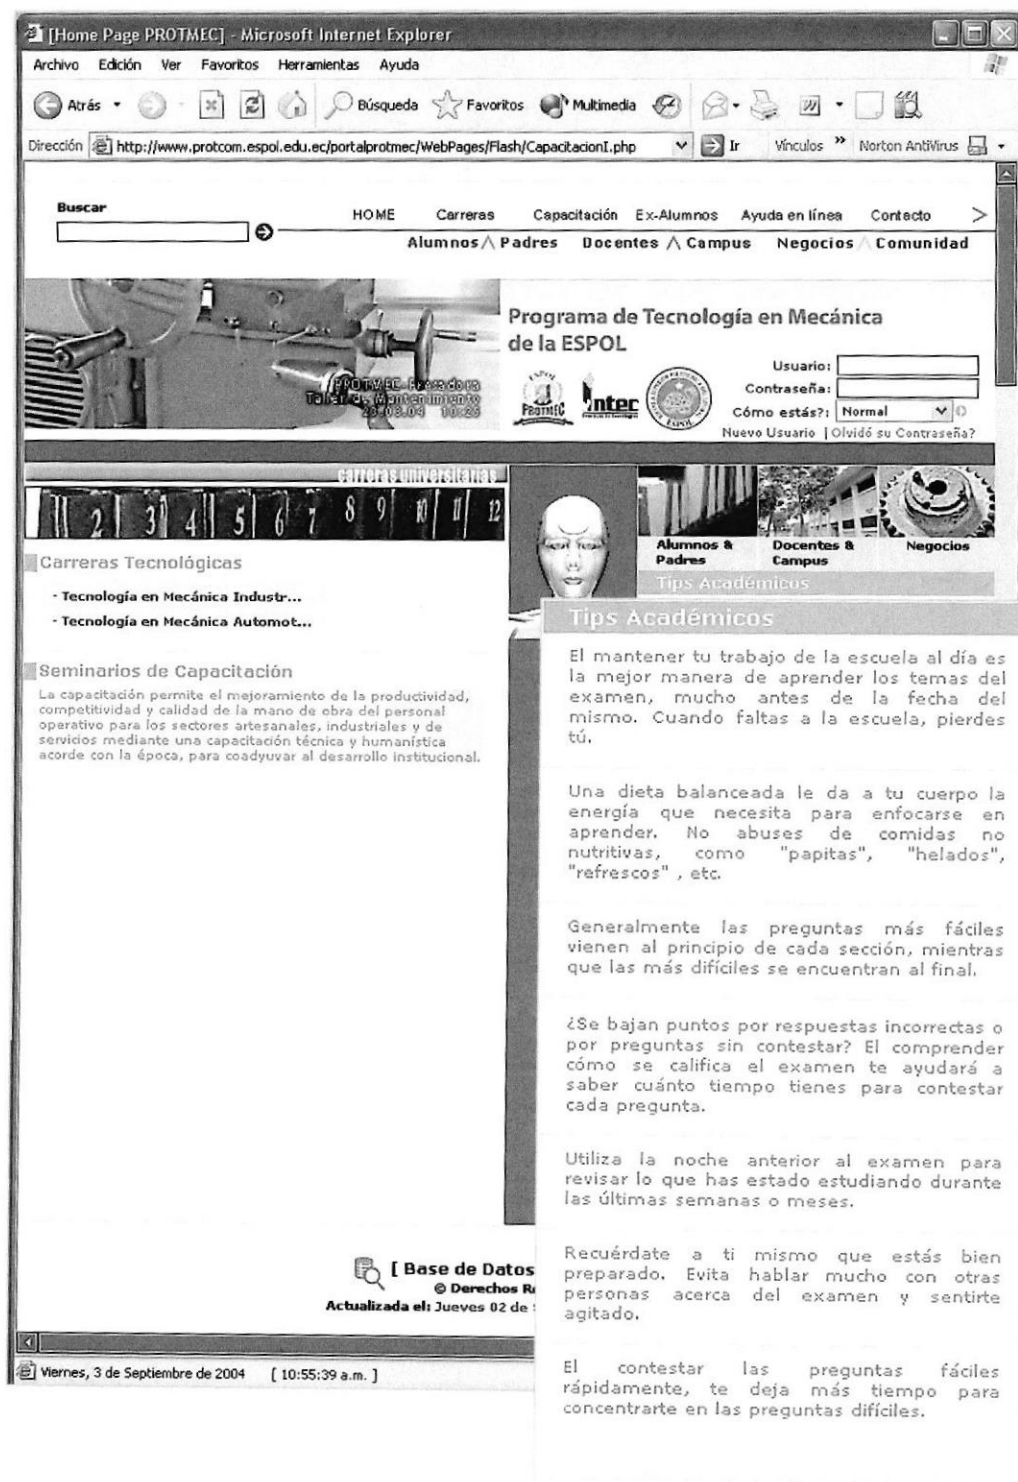 [Home Page PROTMEC] - Microsoft Internet Explorer
Archivo Edición Ver Favoritos Herramientas Ayuda
Atrás Búsqueda Favoritos Multimedia
Dirección http://www.protcom.espol.edu.ec/portalprotmec/WebPages/Flash/CapacitacionI.php Ir Vínculos » Norton AntiVirus
Buscar
HOME Carreras Capacitación Ex-Alumnos Ayuda en línea Contacto >
Alumnos Padres Docentes Campus Negocios Comunidad
Programa de Tecnología en Mecánica
de la ESPOL
PROTMEC-Fresadora
Taller de Mantenimiento
23.03.04 10:25
ESPOL
PROTMEC
Intec
ESPOL
Usuario:
Contraseña:
Cómo estás?: Normal
Nuevo Usuario | Olvidó su Contraseña?
carreras universitarias
2 3 4 5 6 7 8 9 10 11 12
Carreras Tecnológicas
- Tecnología en Mecánica Industr...
- Tecnología en Mecánica Automot...
Seminarios de Capacitación
La capacitación permite el mejoramiento de la productividad,
competitividad y calidad de la mano de obra del personal
operativo para los sectores artesanales, industriales y de
servicios mediante una capacitación técnica y humanística
acorde con la época, para coadyuvar al desarrollo institucional.
Alumnos &
Padres
Docentes &
Campus
Negocios
Tips Académicos
Tips Académicos
El mantener tu trabajo de la escuela al día es
la mejor manera de aprender los temas del
examen, mucho antes de la fecha del
mismo. Cuando faltas a la escuela, pierdes
tú.
Una dieta balanceada le da a tu cuerpo la
energía que necesita para enfocarse en
aprender. No abuses de comidas no
nutritivas, como "papitas", "helados",
"refrescos" , etc.
Generalmente las preguntas más fáciles
vienen al principio de cada sección, mientras
que las más difíciles se encuentran al final.
¿Se bajan puntos por respuestas incorrectas o
por preguntas sin contestar? El comprender
cómo se califica el examen te ayudará a
saber cuánto tiempo tienes para contestar
cada pregunta.
Utiliza la noche anterior al examen para
revisar lo que has estado estudiando durante
las últimas semanas o meses.
Recuérdate a ti mismo que estás bien
preparado. Evita hablar mucho con otras
personas acerca del examen y sentirte
agitado.
El contestar las preguntas fáciles
rápidamente, te deja más tiempo para
concentrarte en las preguntas difíciles.
[ Base de Datos
© Derechos R
Actualizada el: Jueves 02 de
Viernes, 3 de Septiembre de 2004 [ 10:55:39 a.m. ]